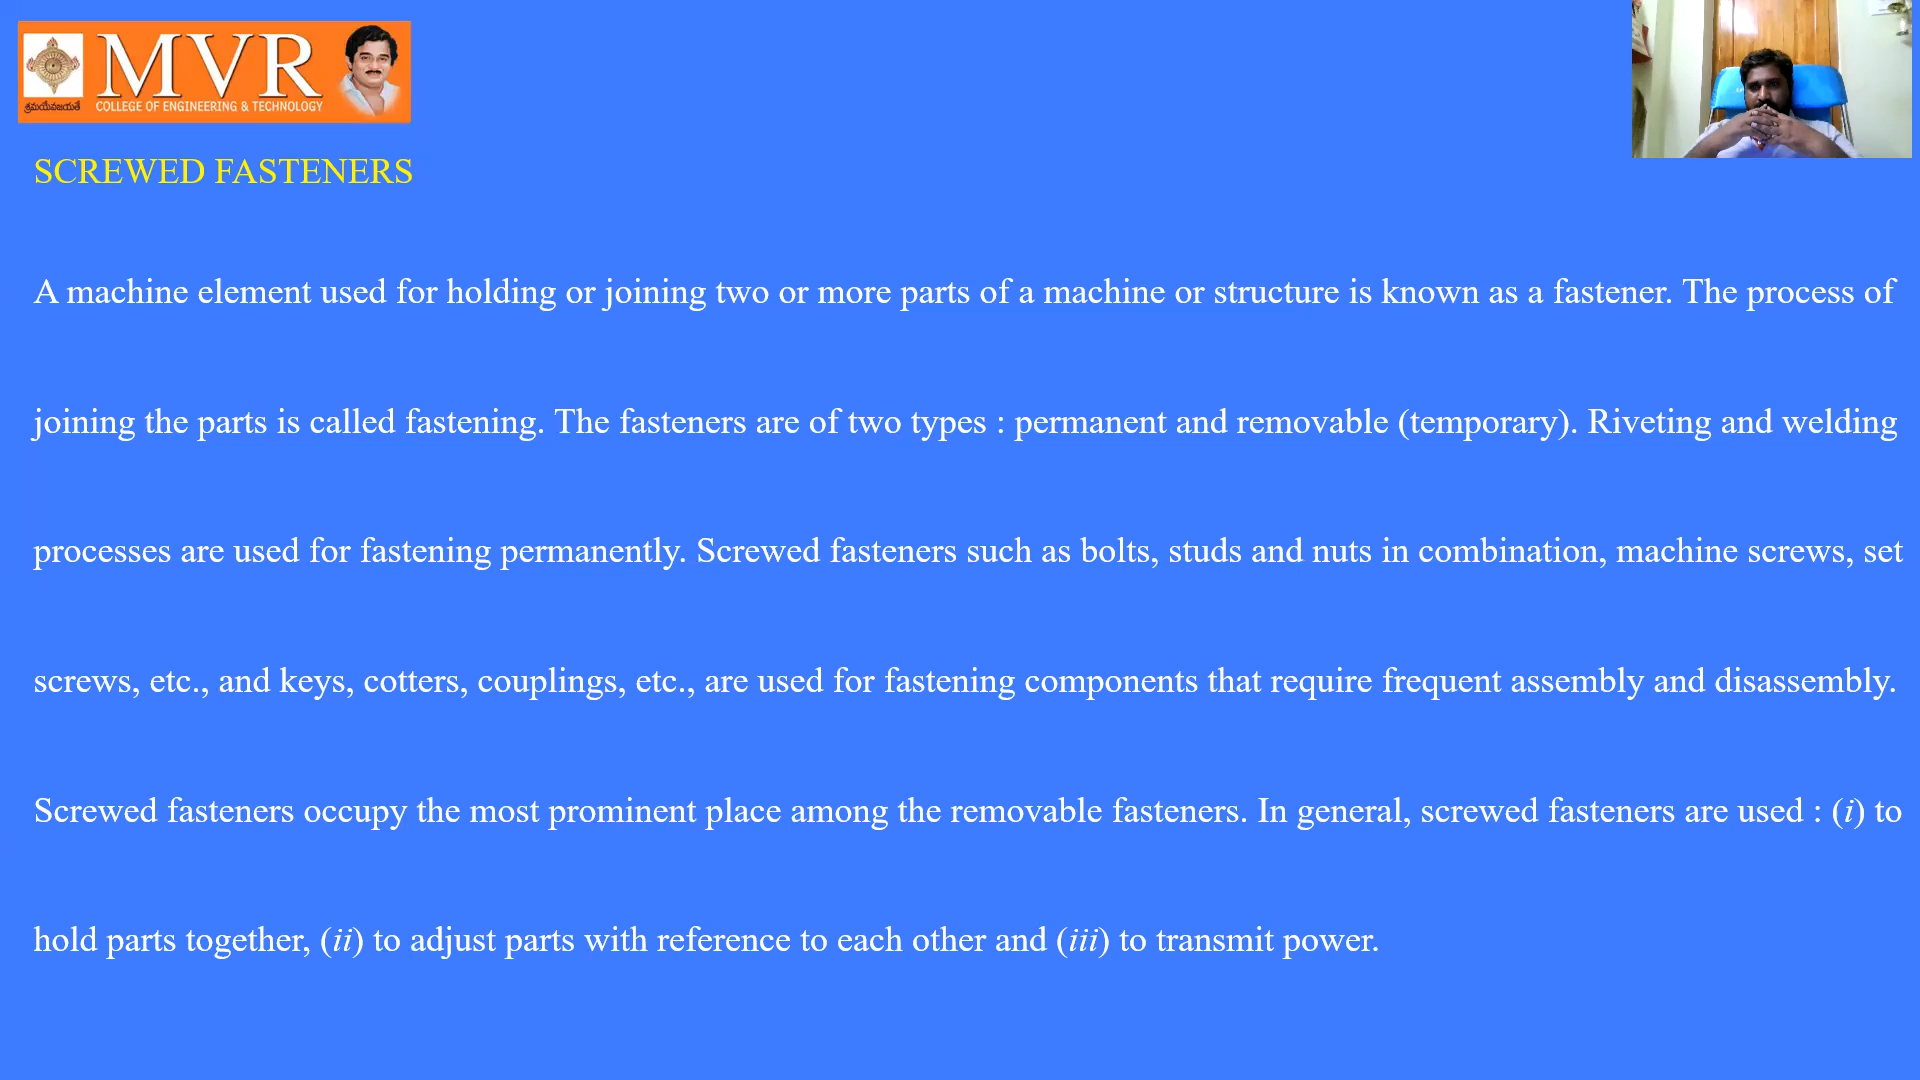 MVR
COLLEGE OF ENGINEERING & TECHNOLOGY
శ్రమయేవజయతే
SCREWED FASTENERS
A machine element used for holding or joining two or more parts of a machine or structure is known as a fastener. The process of
joining the parts is called fastening. The fasteners are of two types : permanent and removable (temporary). Riveting and welding
processes are used for fastening permanently. Screwed fasteners such as bolts, studs and nuts in combination, machine screws, set
screws, etc., and keys, cotters, couplings, etc., are used for fastening components that require frequent assembly and disassembly.
Screwed fasteners occupy the most prominent place among the removable fasteners. In general, screwed fasteners are used : (i) to
hold parts together, (ii) to adjust parts with reference to each other and (iii) to transmit power.